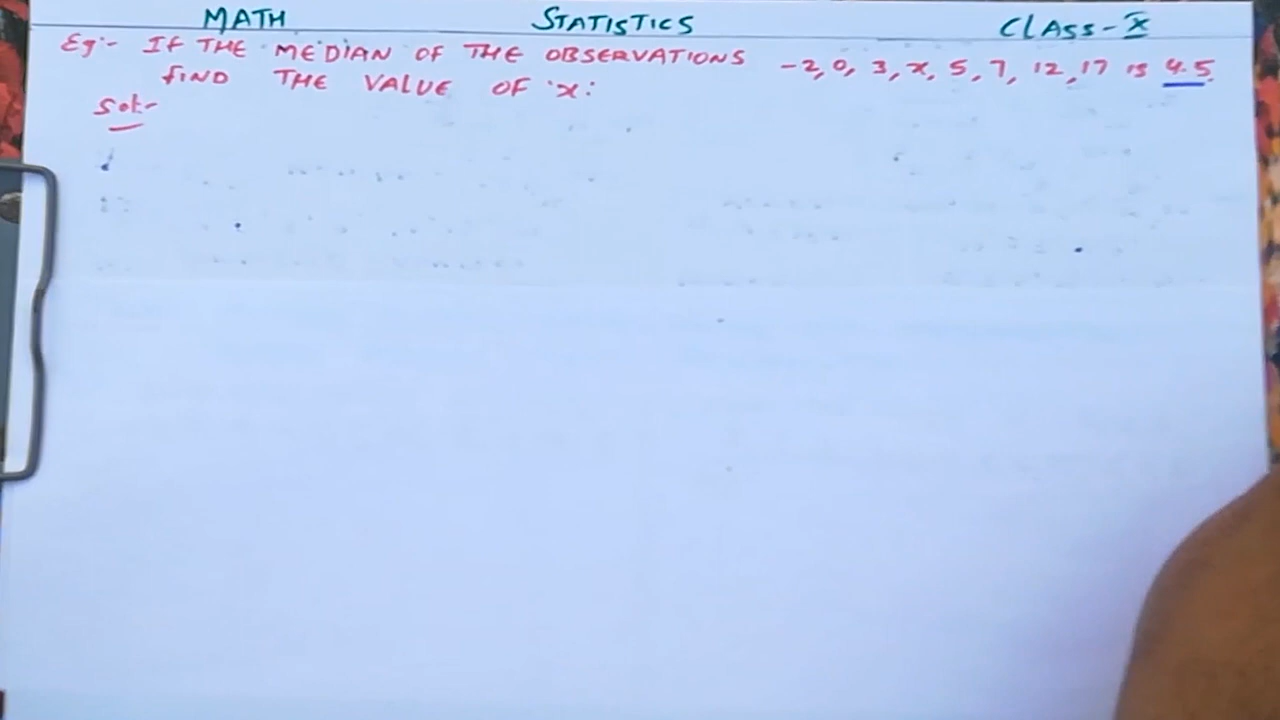 MATH STATISTICS CLASS-X
Eg:- IF THE MEDIAN OF THE OBSERVATIONS -2, 0, 3, x, 5, 7, 12, 17 is 4.5
FIND THE VALUE OF 'x:
Sol:-